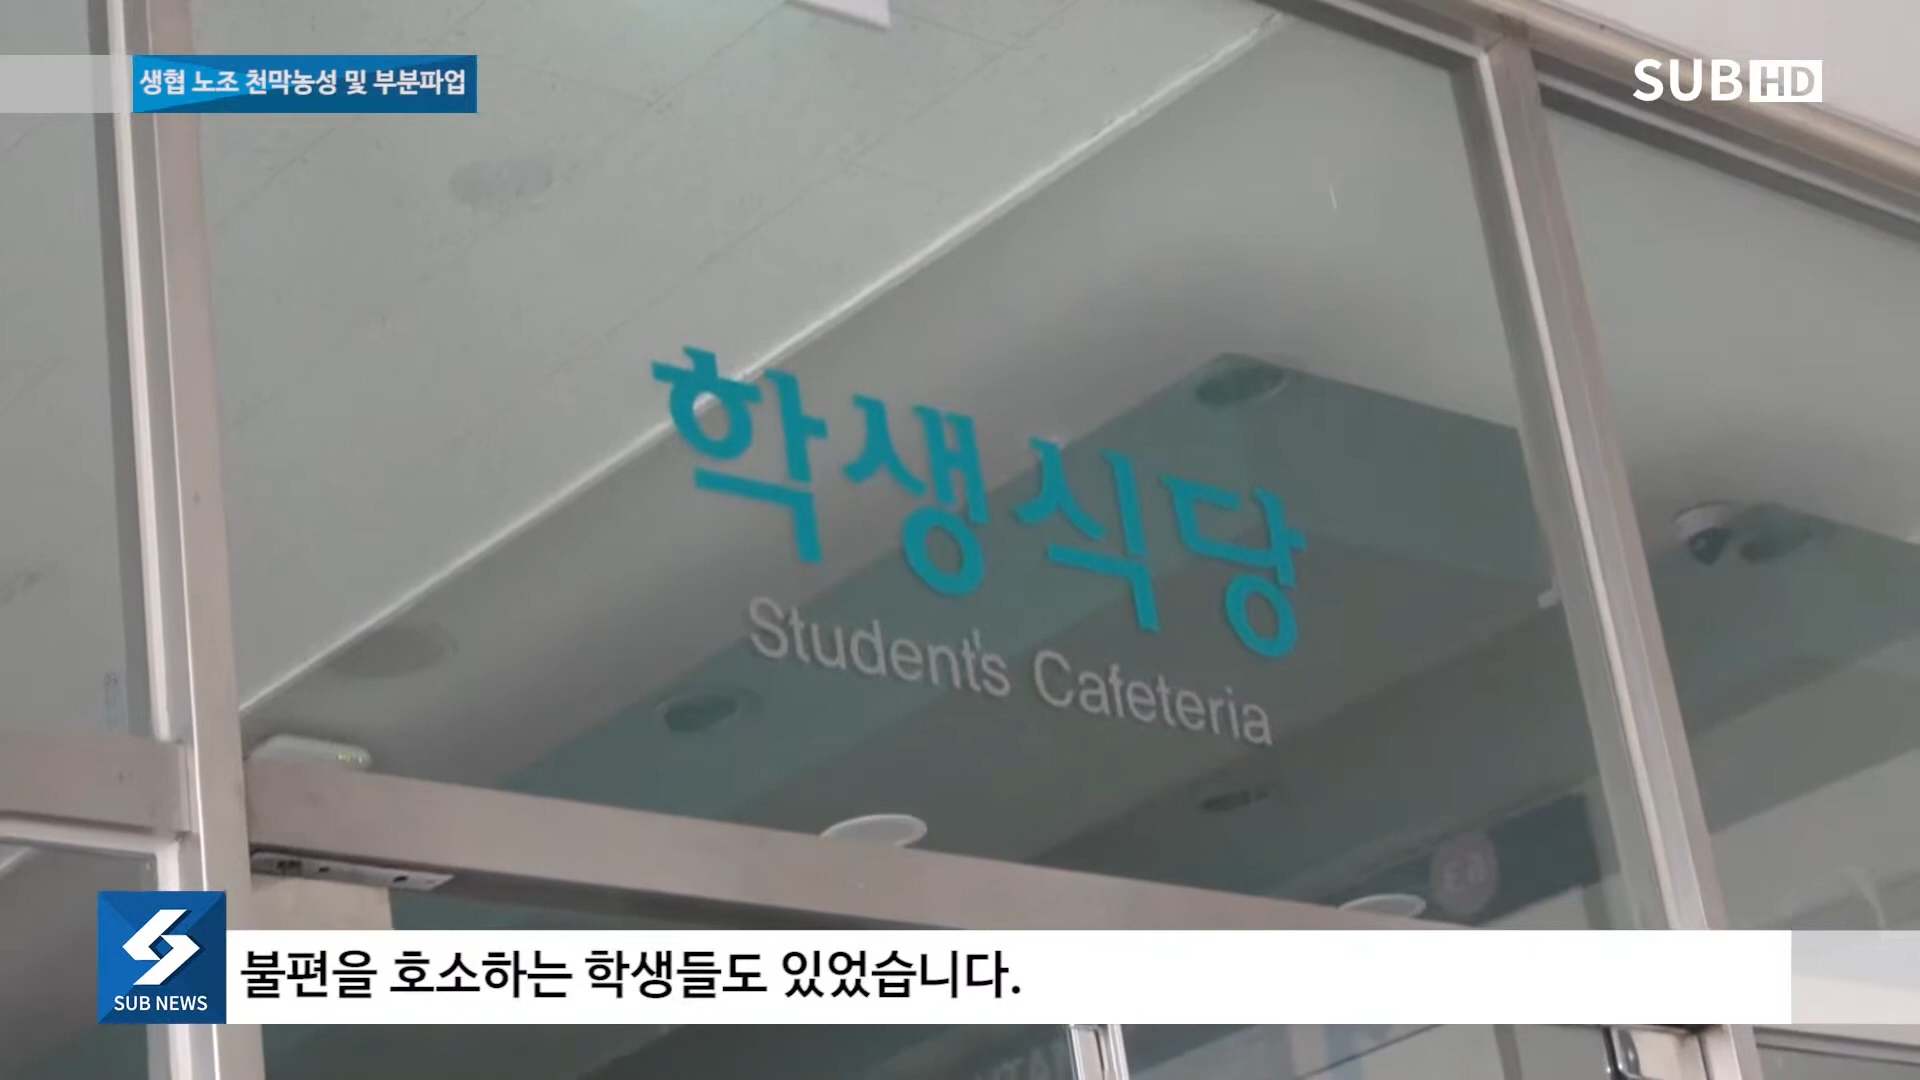 생협 노조 천막농성 및 부분파업
SUB HD
학생식당
Student's Cafeteria
불편을 호소하는 학생들도 있었습니다.
SUB NEWS